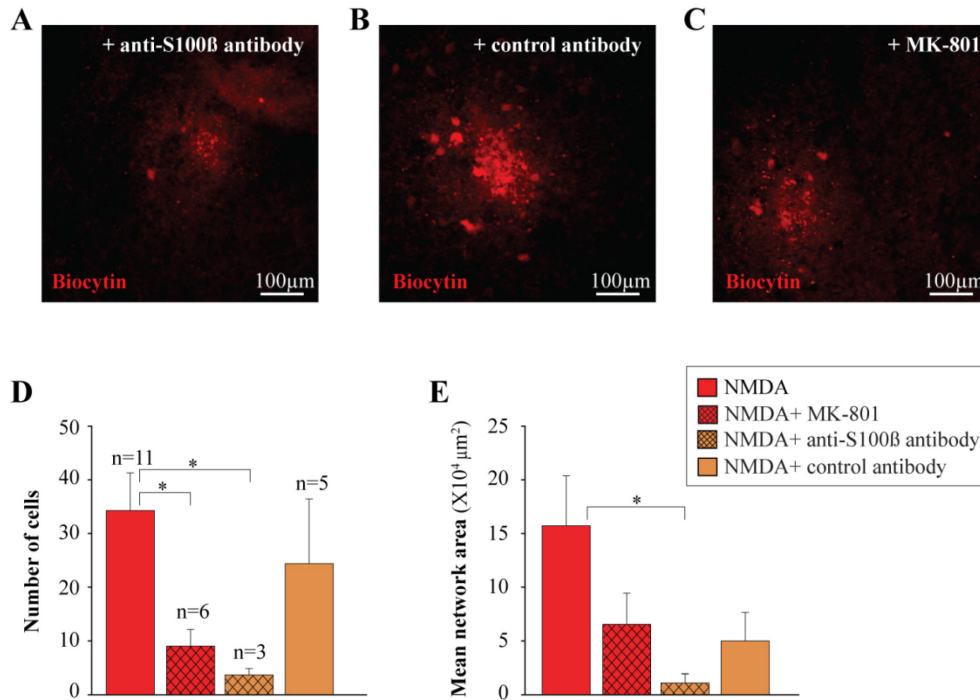 A
+ anti-S100ß antibody
Biocytin
100µm
B
+ control antibody
Biocytin
100µm
C
+ MK-801
Biocytin
100µm
D
Number of cells
50
40
30
20
10
0
n=11
*
*
n=6
n=3
n=5
E
Mean network area (X10⁴ µm²)
25
20
15
10
5
0
*
NMDA
NMDA+ MK-801
NMDA+ anti-S100ß antibody
NMDA+ control antibody